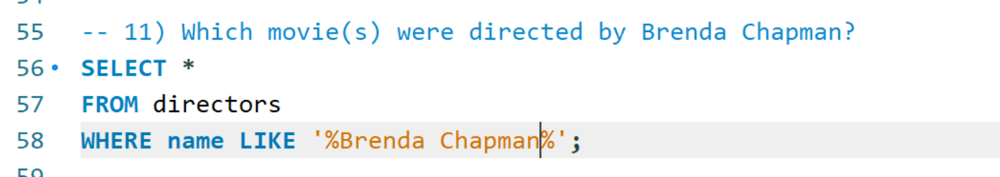 55 -- 11) Which movie(s) were directed by Brenda Chapman?
56 SELECT *
57 FROM directors
58 WHERE name LIKE '%Brenda Chapman%';